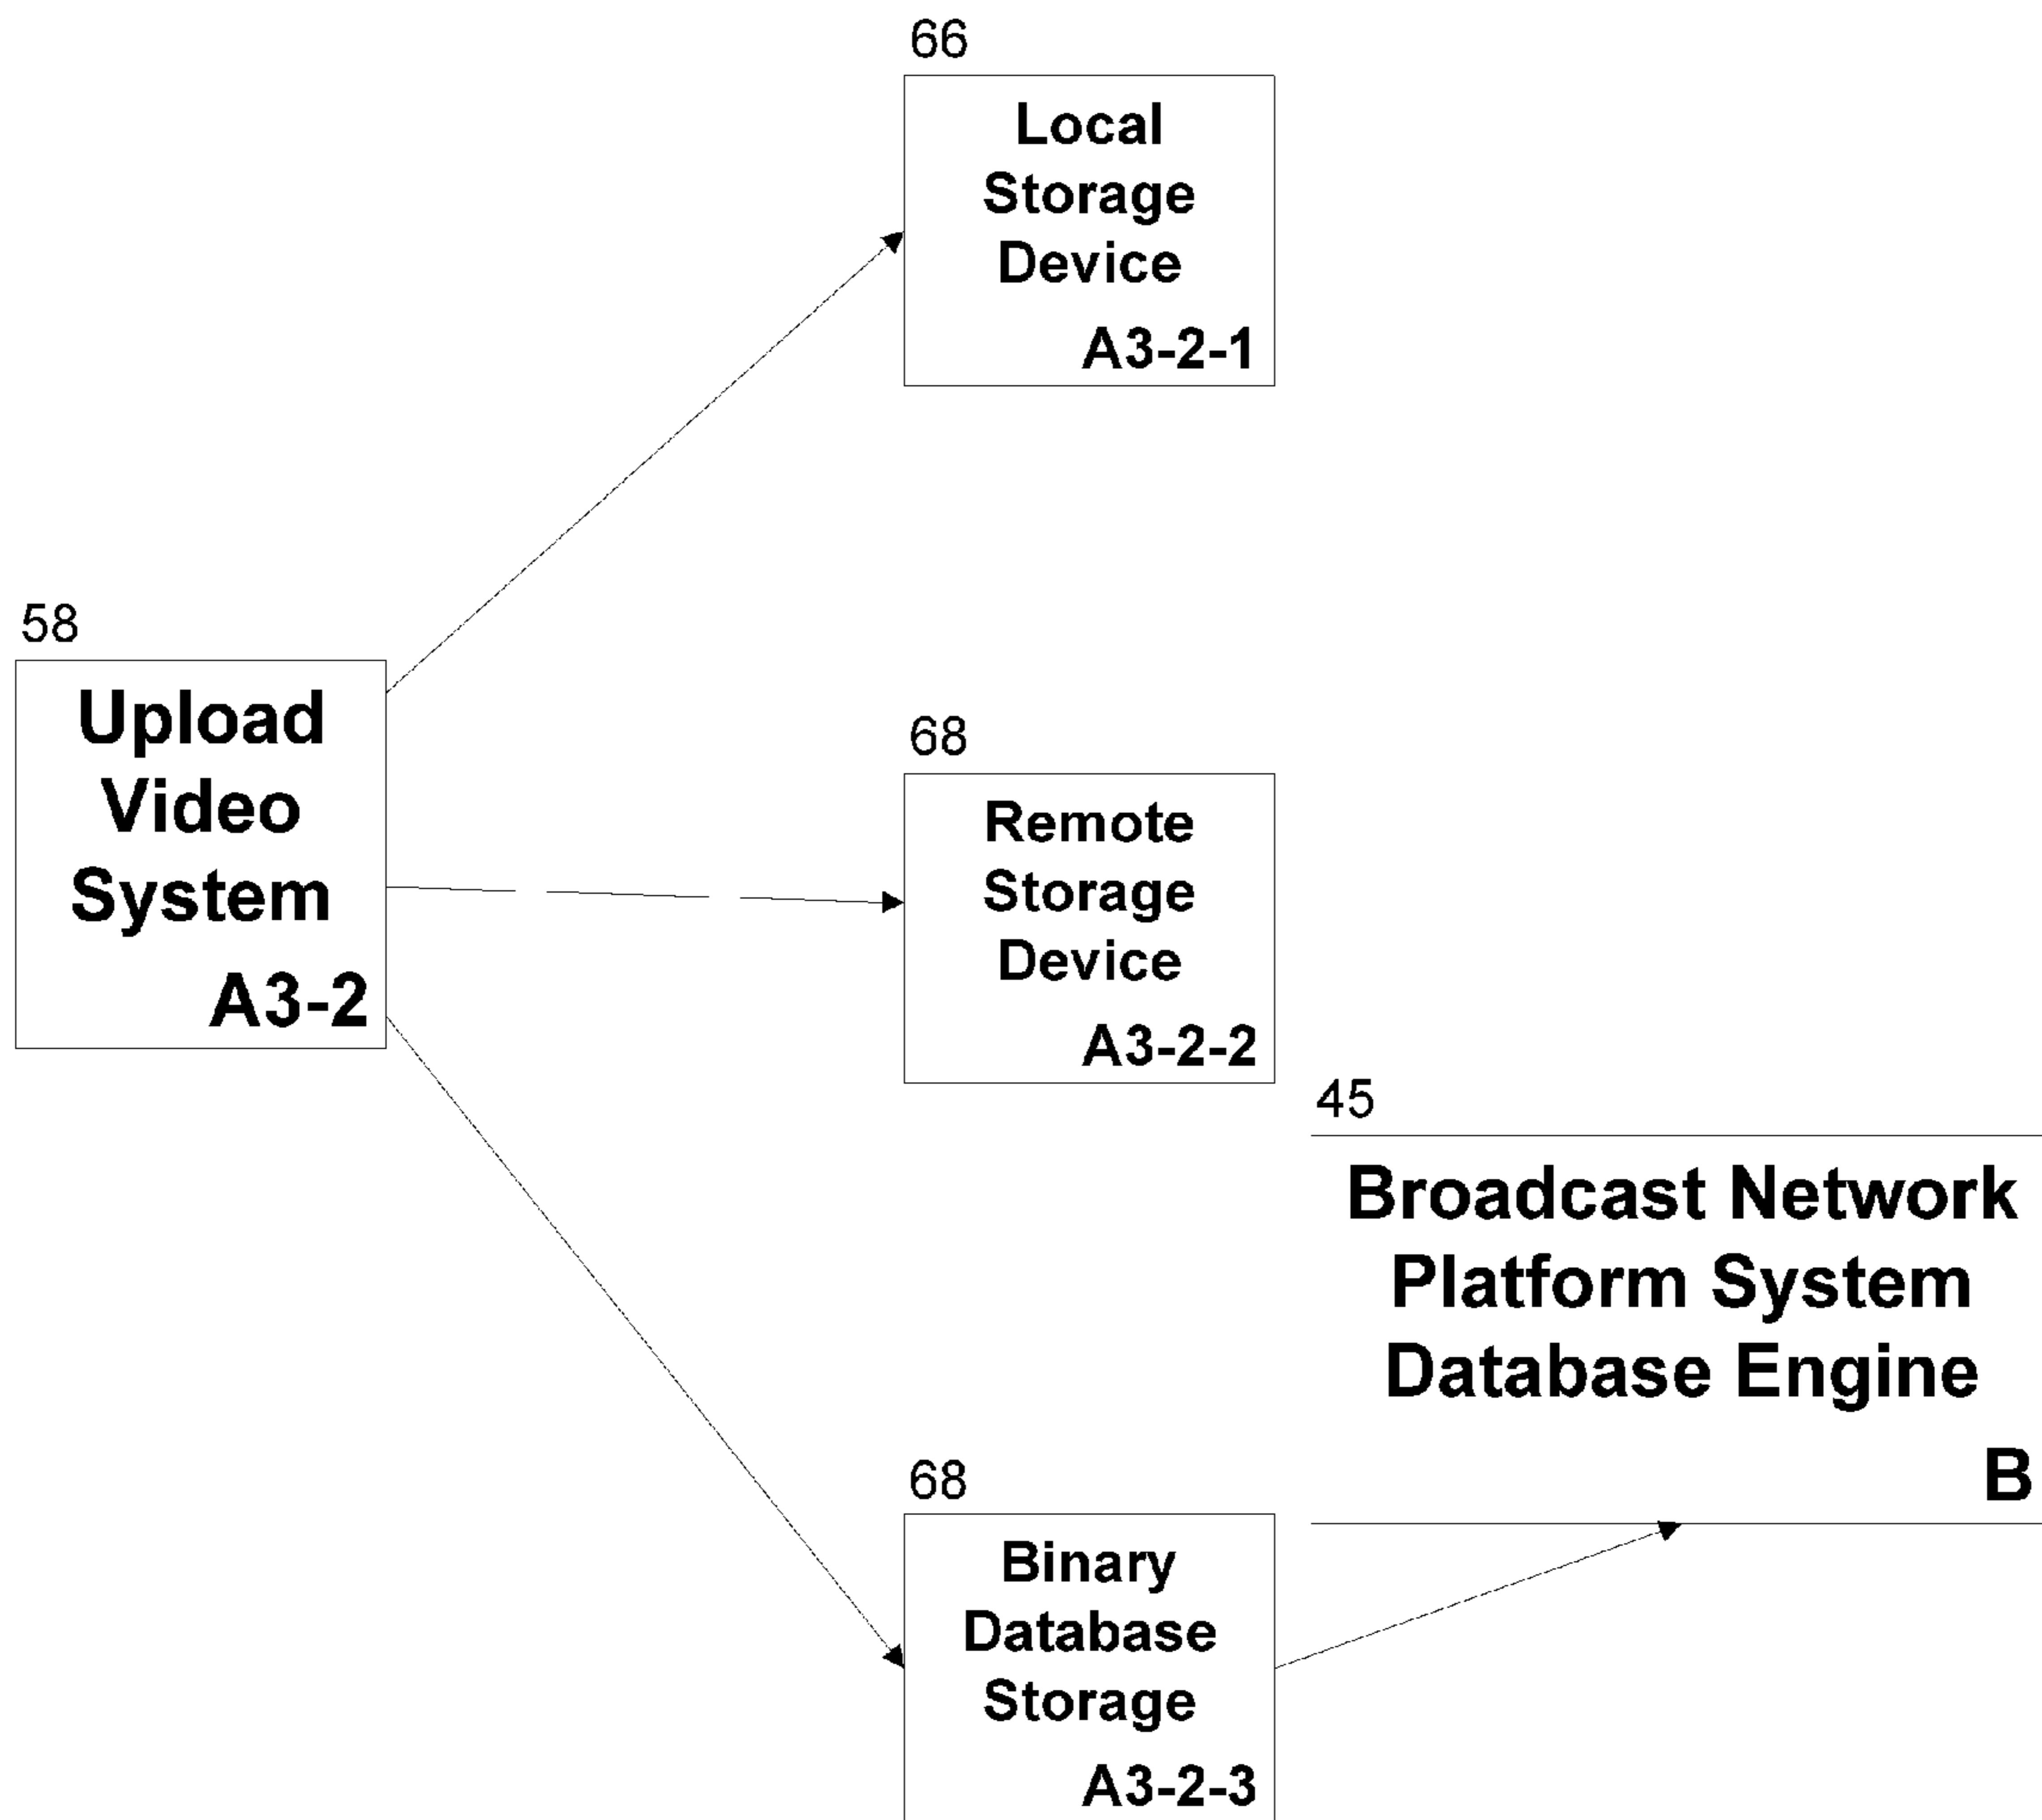 66
Local
Storage
Device
A3-2-1
58
Upload
Video
System
A3-2
68
Remote
Storage
Device
A3-2-2
45
Broadcast Network
Platform System
Database Engine
B
68
Binary
Database
Storage
A3-2-3